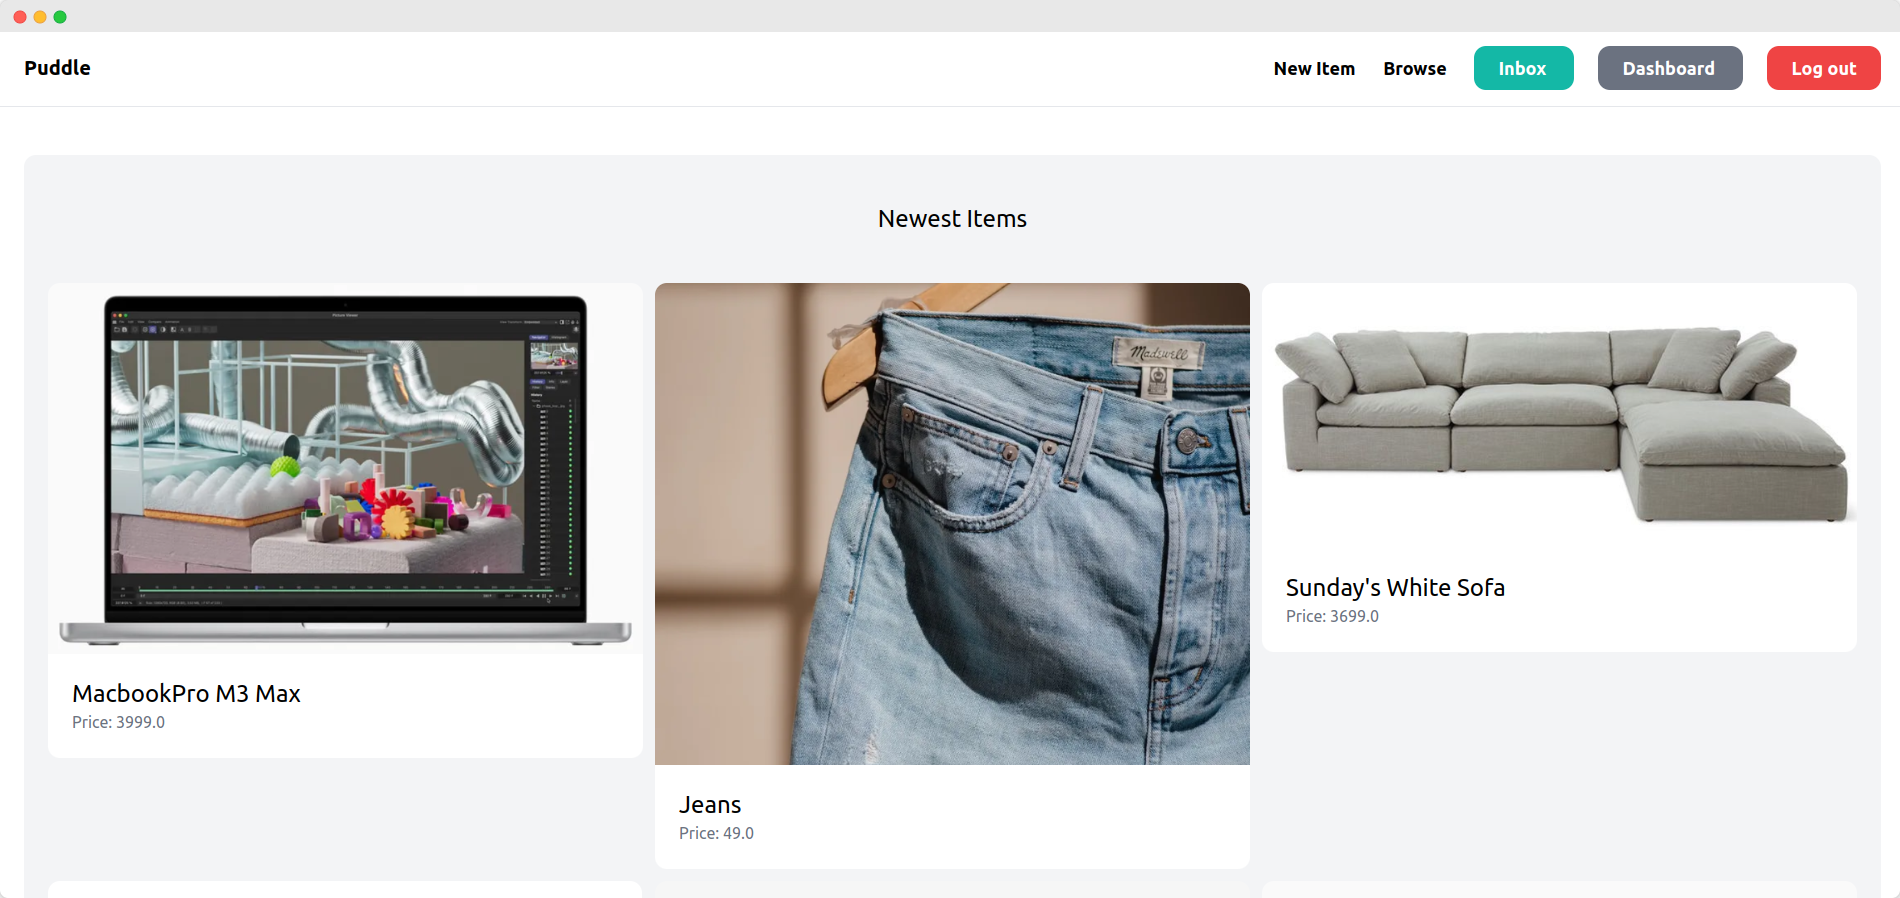 Puddle
New Item
Browse
Inbox
Dashboard
Log out
Newest Items
Madewell
MacbookPro M3 Max
Price: 3999.0
Jeans
Price: 49.0
Sunday's White Sofa
Price: 3699.0